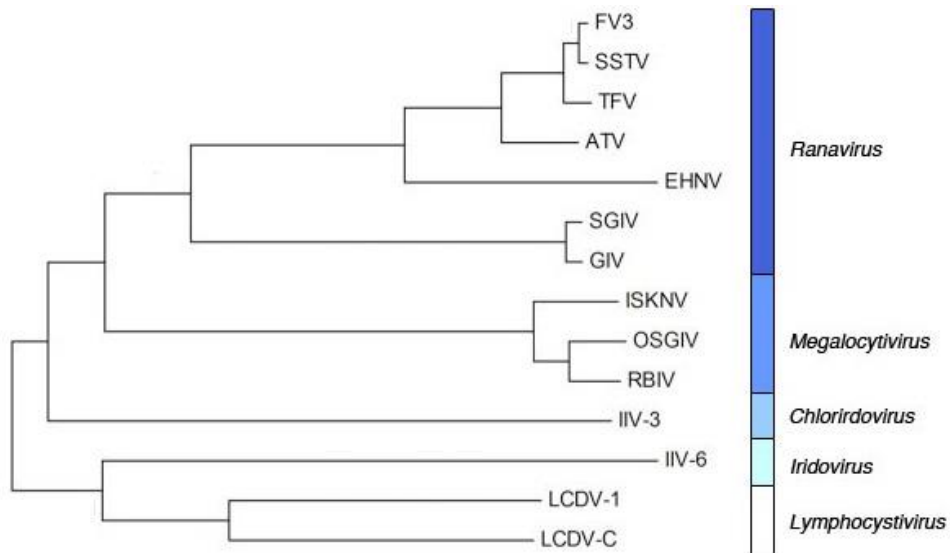 FV3
SSTV
TFV
ATV
EHNV
SGIV
GIV
ISKNV
OSGIV
RBIV
IIV-3
IIV-6
LCDV-1
LCDV-C
Ranavirus
Megalocytivirus
Chlorirdovirus
Iridovirus
Lymphocystivirus